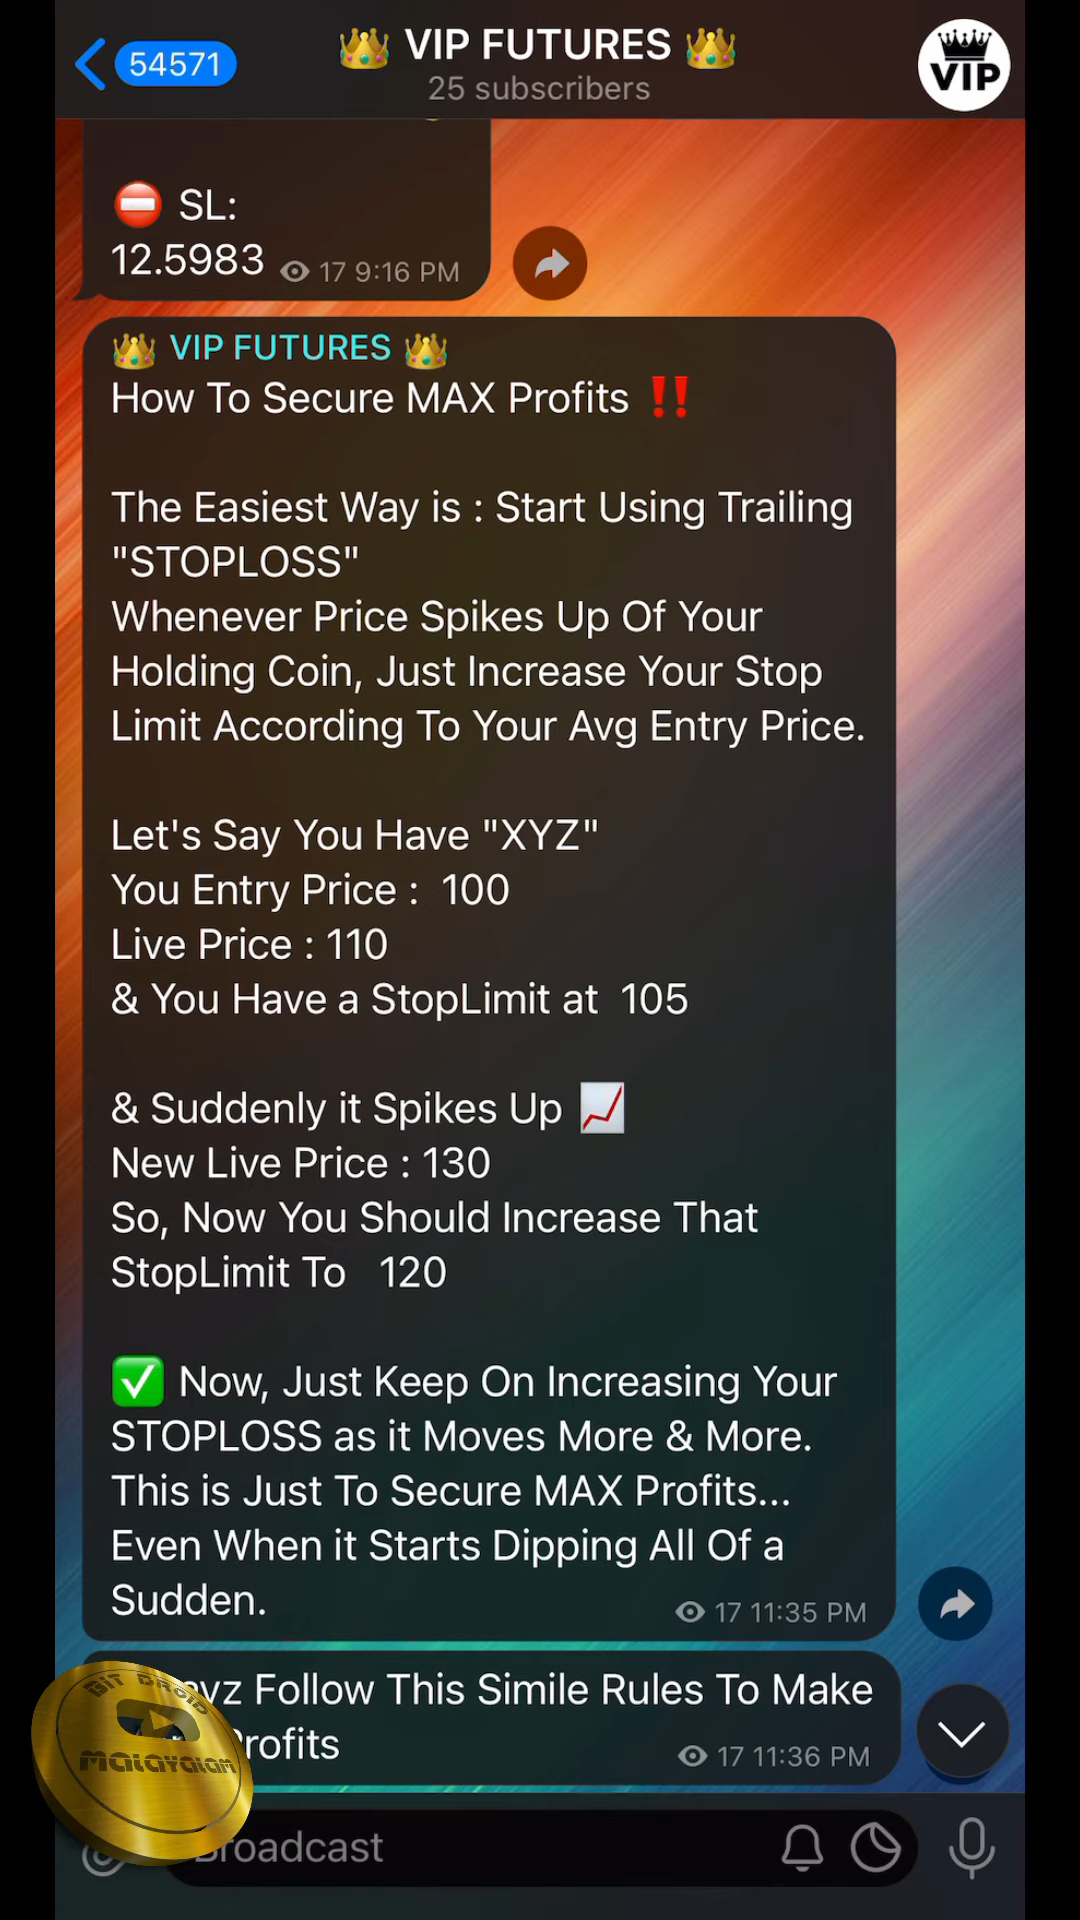 54571
👑 VIP FUTURES 👑
25 subscribers
VIP
⛔ SL:
12.5983
17 9:16 PM
👑 VIP FUTURES 👑
How To Secure MAX Profits ‼️
The Easiest Way is : Start Using Trailing
"STOPLOSS"
Whenever Price Spikes Up Of Your
Holding Coin, Just Increase Your Stop
Limit According To Your Avg Entry Price.
Let's Say You Have "XYZ"
You Entry Price : 100
Live Price : 110
& You Have a StopLimit at 105
& Suddenly it Spikes Up 📈
New Live Price : 130
So, Now You Should Increase That
StopLimit To 120
✅ Now, Just Keep On Increasing Your
STOPLOSS as it Moves More & More.
This is Just To Secure MAX Profits...
Even When it Starts Dipping All Of a
Sudden.
17 11:35 PM
Follow This Simile Rules To Make
Profits
17 11:36 PM
BIT DROID
MALAYALAM
Broadcast